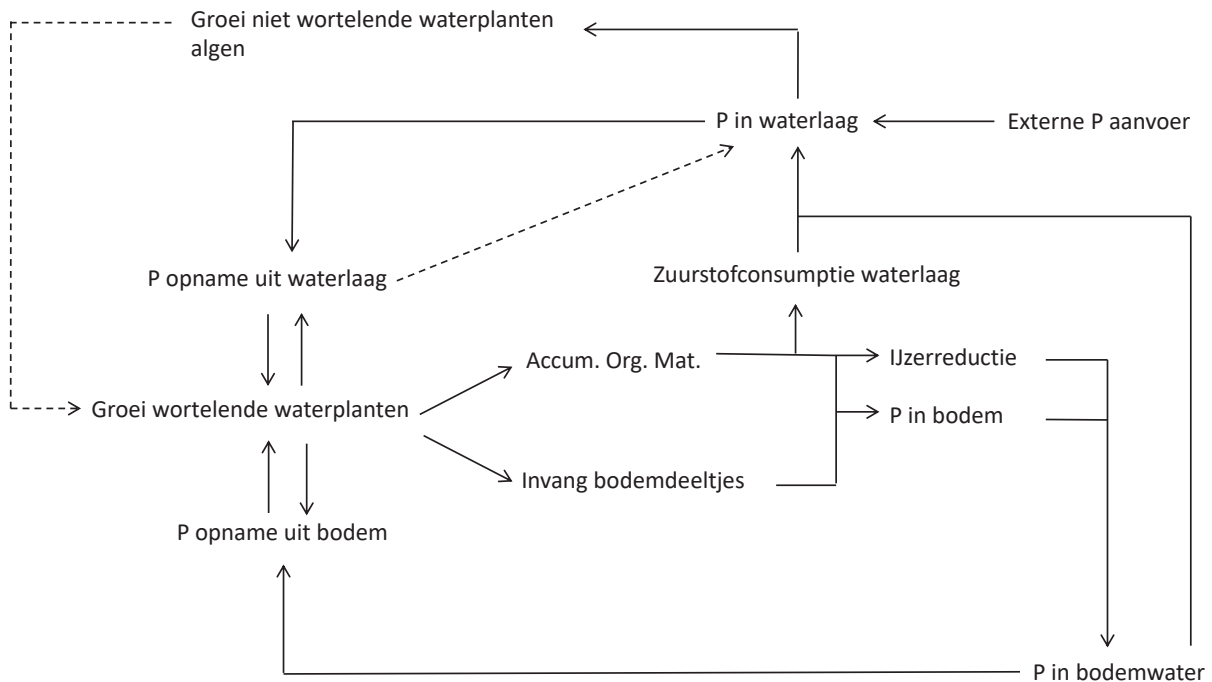 Groei niet wortelende waterplanten
algen
P in waterlaag
Externe P aanvoer
P opname uit waterlaag
Zuurstofconsumptie waterlaag
Accum. Org. Mat.
IJzerreductie
Groei wortelende waterplanten
P in bodem
Invang bodemdeeltjes
P opname uit bodem
P in bodemwater